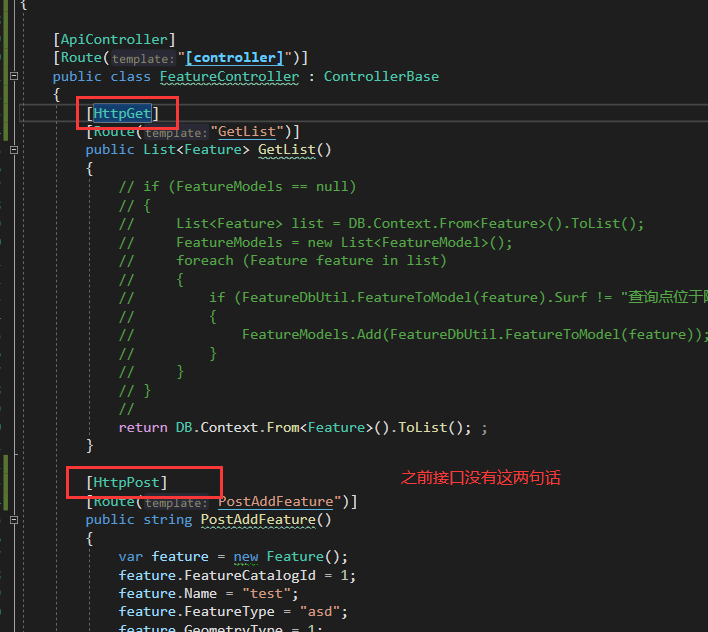 {
[ApiController]
[Route(template:"[controller]")]
public class FeatureController : ControllerBase
{
[HttpGet]
[Route(template:"GetList")]
public List<Feature> GetList()
{
// if (FeatureModels == null)
// {
//     List<Feature> list = DB.Context.From<Feature>().ToList();
//     FeatureModels = new List<FeatureModel>();
//     foreach (Feature feature in list)
//     {
//         if (FeatureDbUtil.FeatureToModel(feature).Surf != "查询点位于
//         {
//             FeatureModels.Add(FeatureDbUtil.FeatureToModel(feature));
//         }
//     }
// }
//
return DB.Context.From<Feature>().ToList(); ;
}
[HttpPost]
之前接口没有这两句话
[Route(template: PostAddFeature")]
public string PostAddFeature()
{
var feature = new Feature();
feature.FeatureCatalogId = 1;
feature.Name = "test";
feature.FeatureType = "asd";
feature.GeometryType = 1;